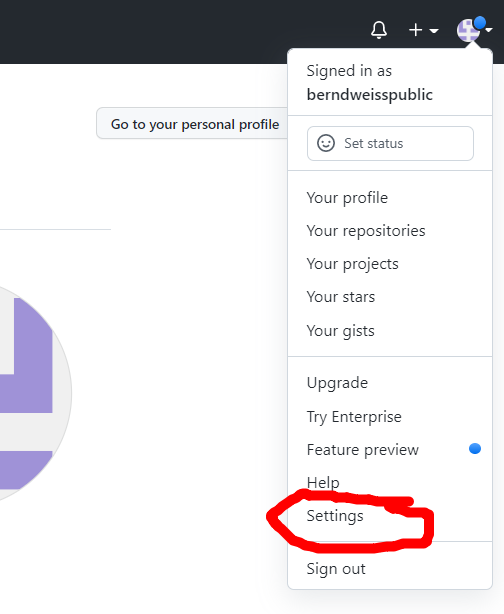 Signed in as
berndweisspublic
Go to your personal profile
Set status
Your profile
Your repositories
Your projects
Your stars
Your gists
Upgrade
Try Enterprise
Feature preview
Help
Settings
Sign out